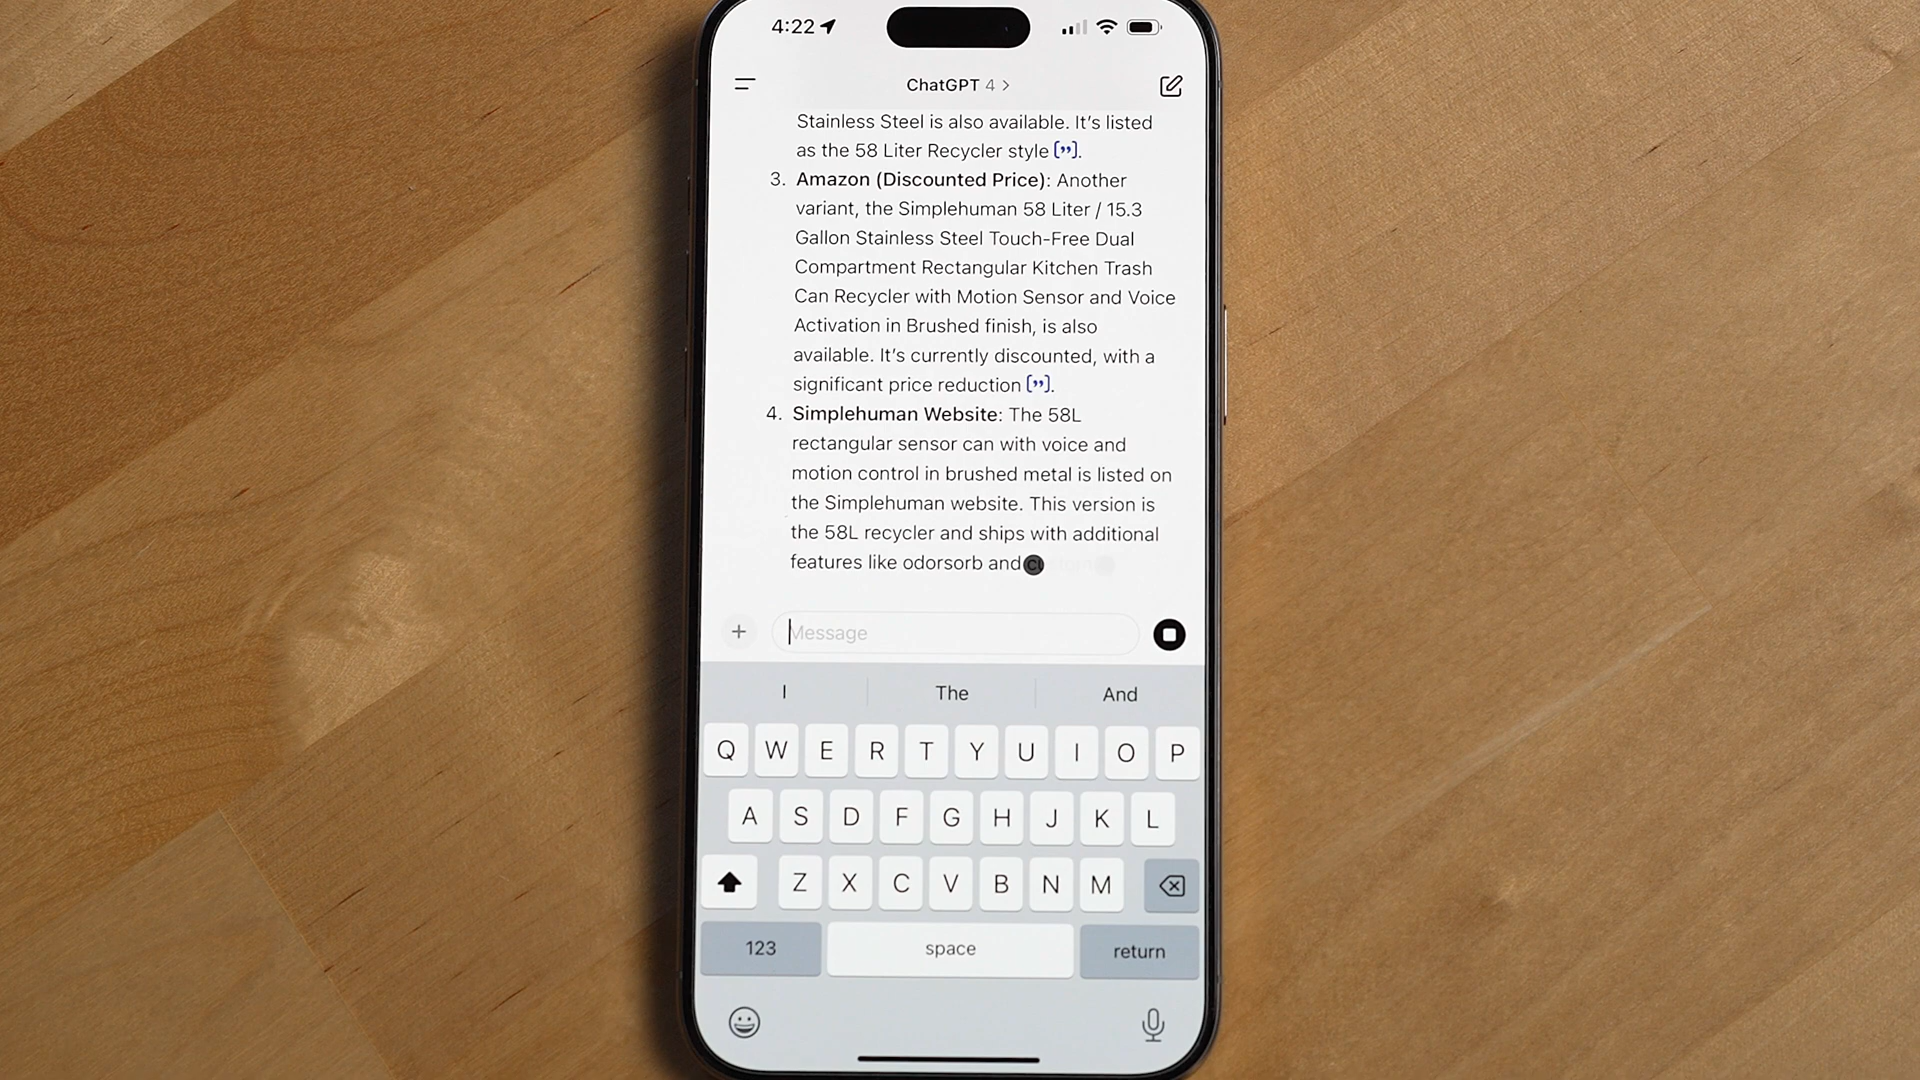 4:22
ChatGPT 4 >
Stainless Steel is also available. It's listed
as the 58 Liter Recycler style [”].
3. Amazon (Discounted Price): Another
variant, the Simplehuman 58 Liter / 15.3
Gallon Stainless Steel Touch-Free Dual
Compartment Rectangular Kitchen Trash
Can Recycler with Motion Sensor and Voice
Activation in Brushed finish, is also
available. It's currently discounted, with a
significant price reduction [”].
4. Simplehuman Website: The 58L
rectangular sensor can with voice and
motion control in brushed metal is listed on
the Simplehuman website. This version is
the 58L recycler and ships with additional
features like odorsorb and
Message
I The And
Q W E R T Y U I O P
A S D F G H J K L
Z X C V B N M
123 space return